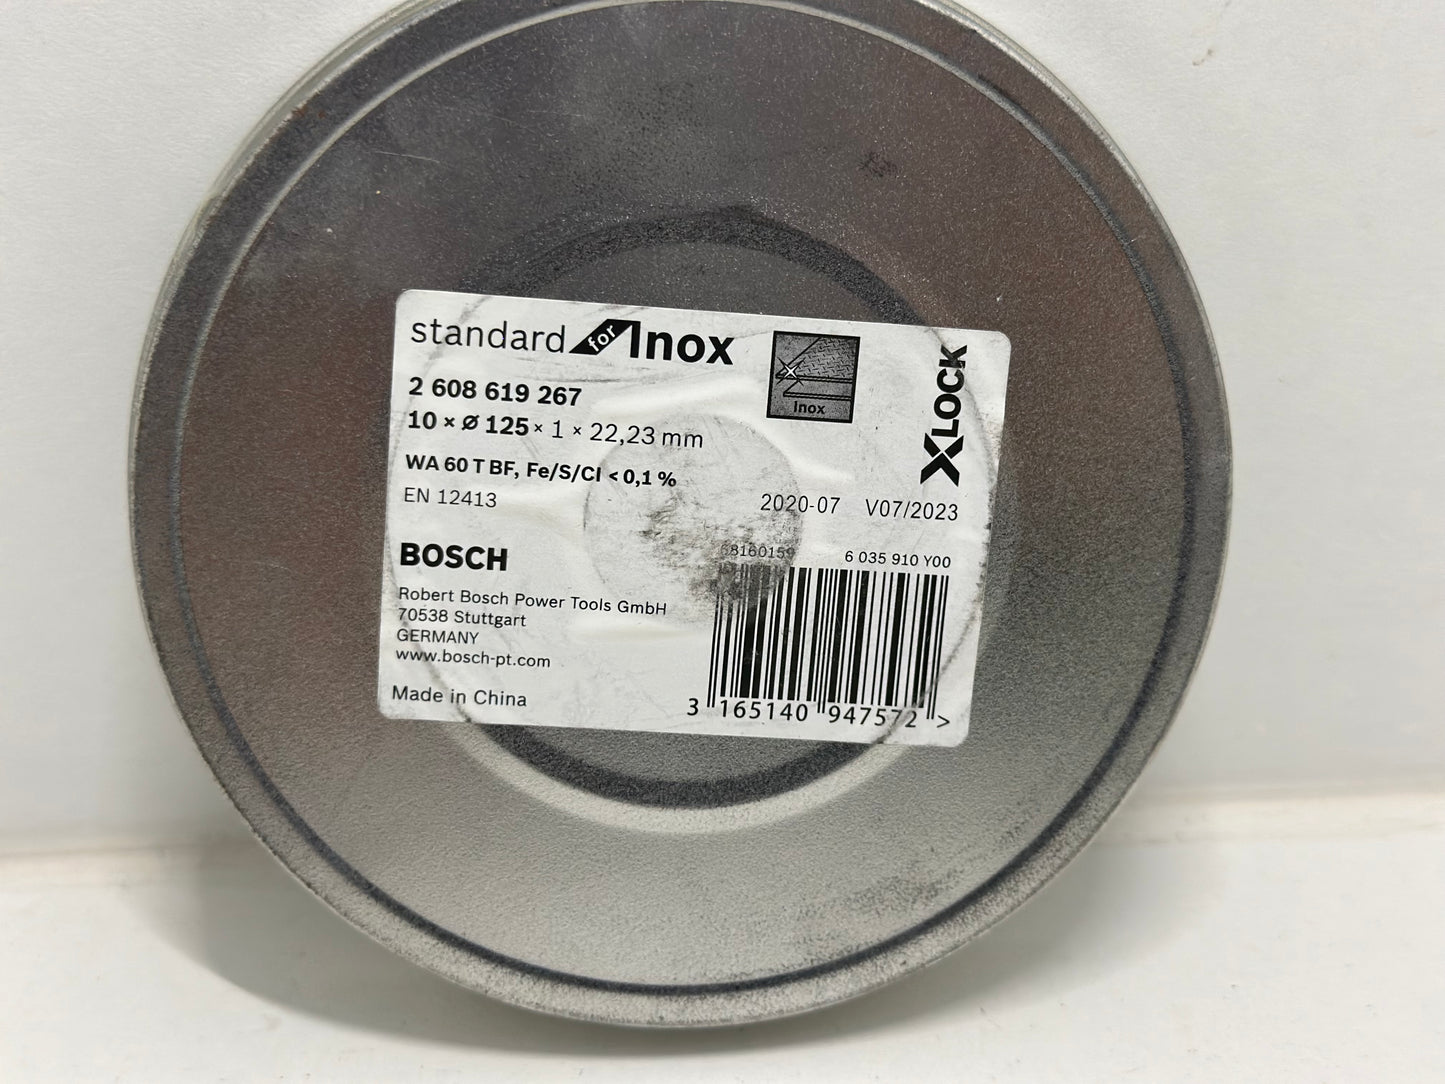 standard for Inox
2 608 619 267
10 × Ø 125 × 1 × 22,23 mm
WA 60 T BF, Fe/S/Cl < 0,1 %
EN 12413
Inox
X LOCK
2020-07 V07/2023
68160159 6 035 910 Y00
BOSCH
Robert Bosch Power Tools GmbH
70538 Stuttgart
GERMANY
www.bosch-pt.com
Made in China
3 165140 947572 >